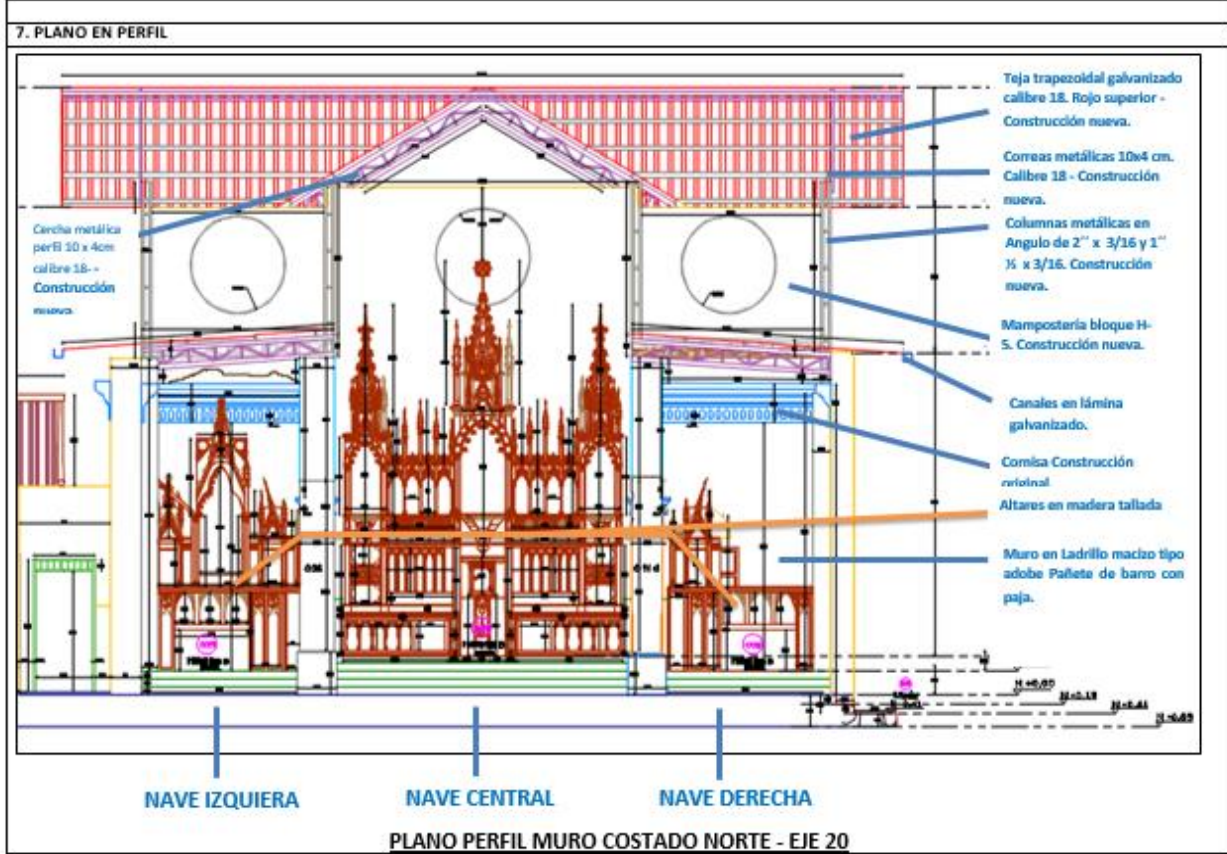 7. PLANO EN PERFIL
Teja trapezoidal galvanizado
calibre 18. Rojo superior -
Construcción nueva.
Correas metálicas 10x4 cm.
Calibre 18 - Construcción
nueva.
Columnas metálicas en
Angulo de 2´´ x 3/16 y 1´´
½ x 3/16. Construcción
nueva.
Mampostería bloque H-
5. Construcción nueva.
Canales en lámina
galvanizado.
Cornisa Construcción
original
Altares en madera tallada
Muro en Ladrillo macizo tipo
adobe Pañete de barro con
paja.
Cercha metálica
perfil 10 x 4cm
calibre 18- -
Construcción
nueva
NAVE IZQUIERA
NAVE CENTRAL
NAVE DERECHA
PLANO PERFIL MURO COSTADO NORTE - EJE 20